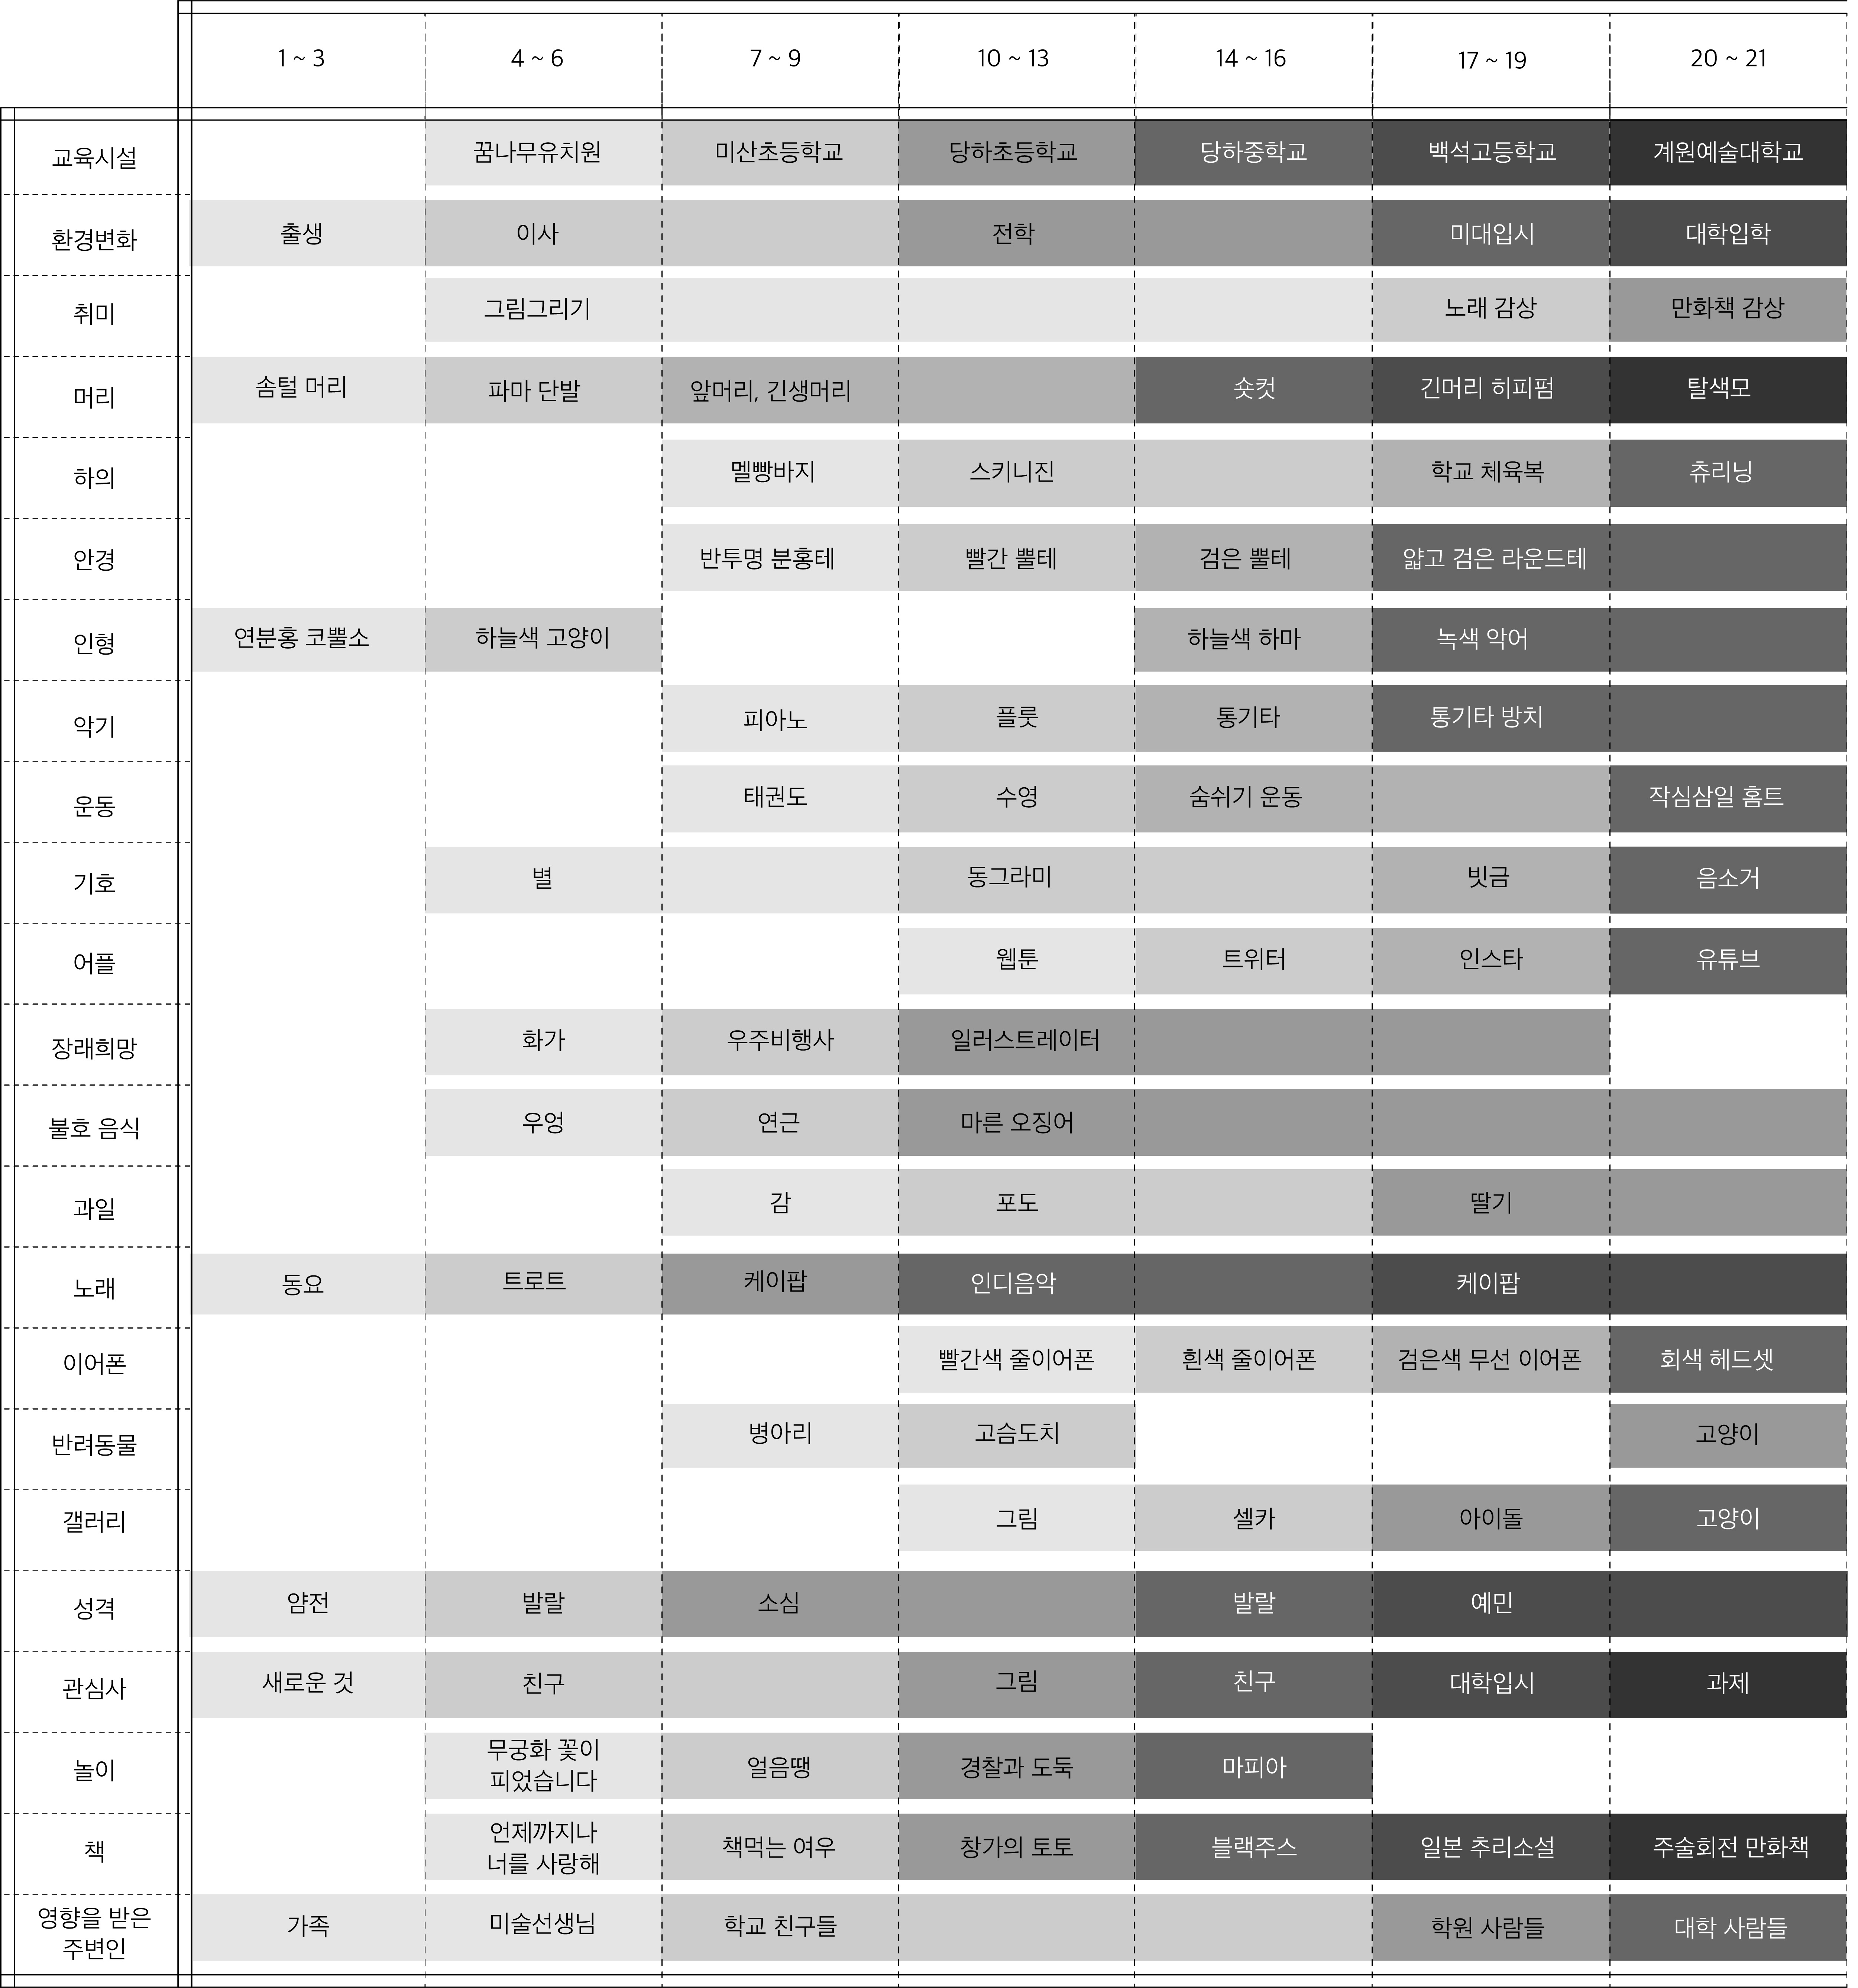 1 ~ 3 4 ~ 6 7 ~ 9 10 ~ 13 14 ~ 16 17 ~ 19 20 ~ 21
교육시설 꿈나무유치원 미산초등학교 당하초등학교 당하중학교 백석고등학교 계원예술대학교
환경변화 출생 이사 전학 미대입시 대학입학
취미 그림그리기 노래 감상 만화책 감상
머리 솜털 머리 파마 단발 앞머리, 긴생머리 숏컷 긴머리 히피펌 탈색모
하의 멜빵바지 스키니진 학교 체육복 츄리닝
안경 반투명 분홍테 빨간 뿔테 검은 뿔테 얇고 검은 라운드테
인형 연분홍 코뿔소 하늘색 고양이 하늘색 하마 녹색 악어
악기 피아노 플룻 통기타 통기타 방치
운동 태권도 수영 숨쉬기 운동 작심삼일 홈트
기호 별 동그라미 빗금 음소거
어플 웹툰 트위터 인스타 유튜브
장래희망 화가 우주비행사 일러스트레이터
불호 음식 우엉 연근 마른 오징어
과일 감 포도 딸기
노래 동요 트로트 케이팝 인디음악 케이팝
이어폰 빨간색 줄이어폰 흰색 줄이어폰 검은색 무선 이어폰 회색 헤드셋
반려동물 병아리 고슴도치 고양이
갤러리 그림 셀카 아이돌 고양이
성격 얌전 발랄 소심 발랄 예민
관심사 새로운 것 친구 그림 친구 대학입시 과제
놀이 무궁화 꽃이
피었습니다 얼음땡 경찰과 도둑 마피아
책 언제까지나
너를 사랑해 책먹는 여우 창가의 토토 블랙주스 일본 추리소설 주술회전 만화책
영향을 받은
주변인 가족 미술선생님 학교 친구들 학원 사람들 대학 사람들